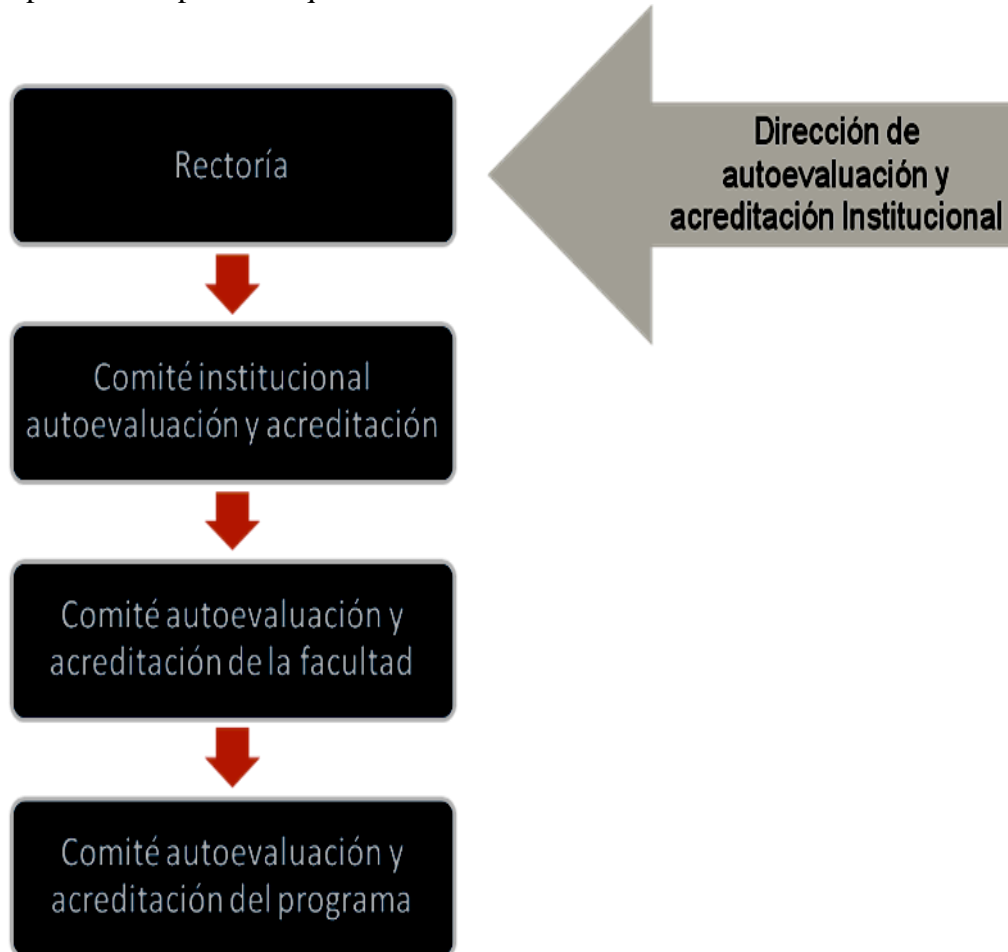 Rectoría
Dirección de
autoevaluación y
acreditación Institucional
Comité institucional
autoevaluación y acreditación
Comité autoevaluación y
acreditación de la facultad
Comité autoevaluación y
acreditación del programa